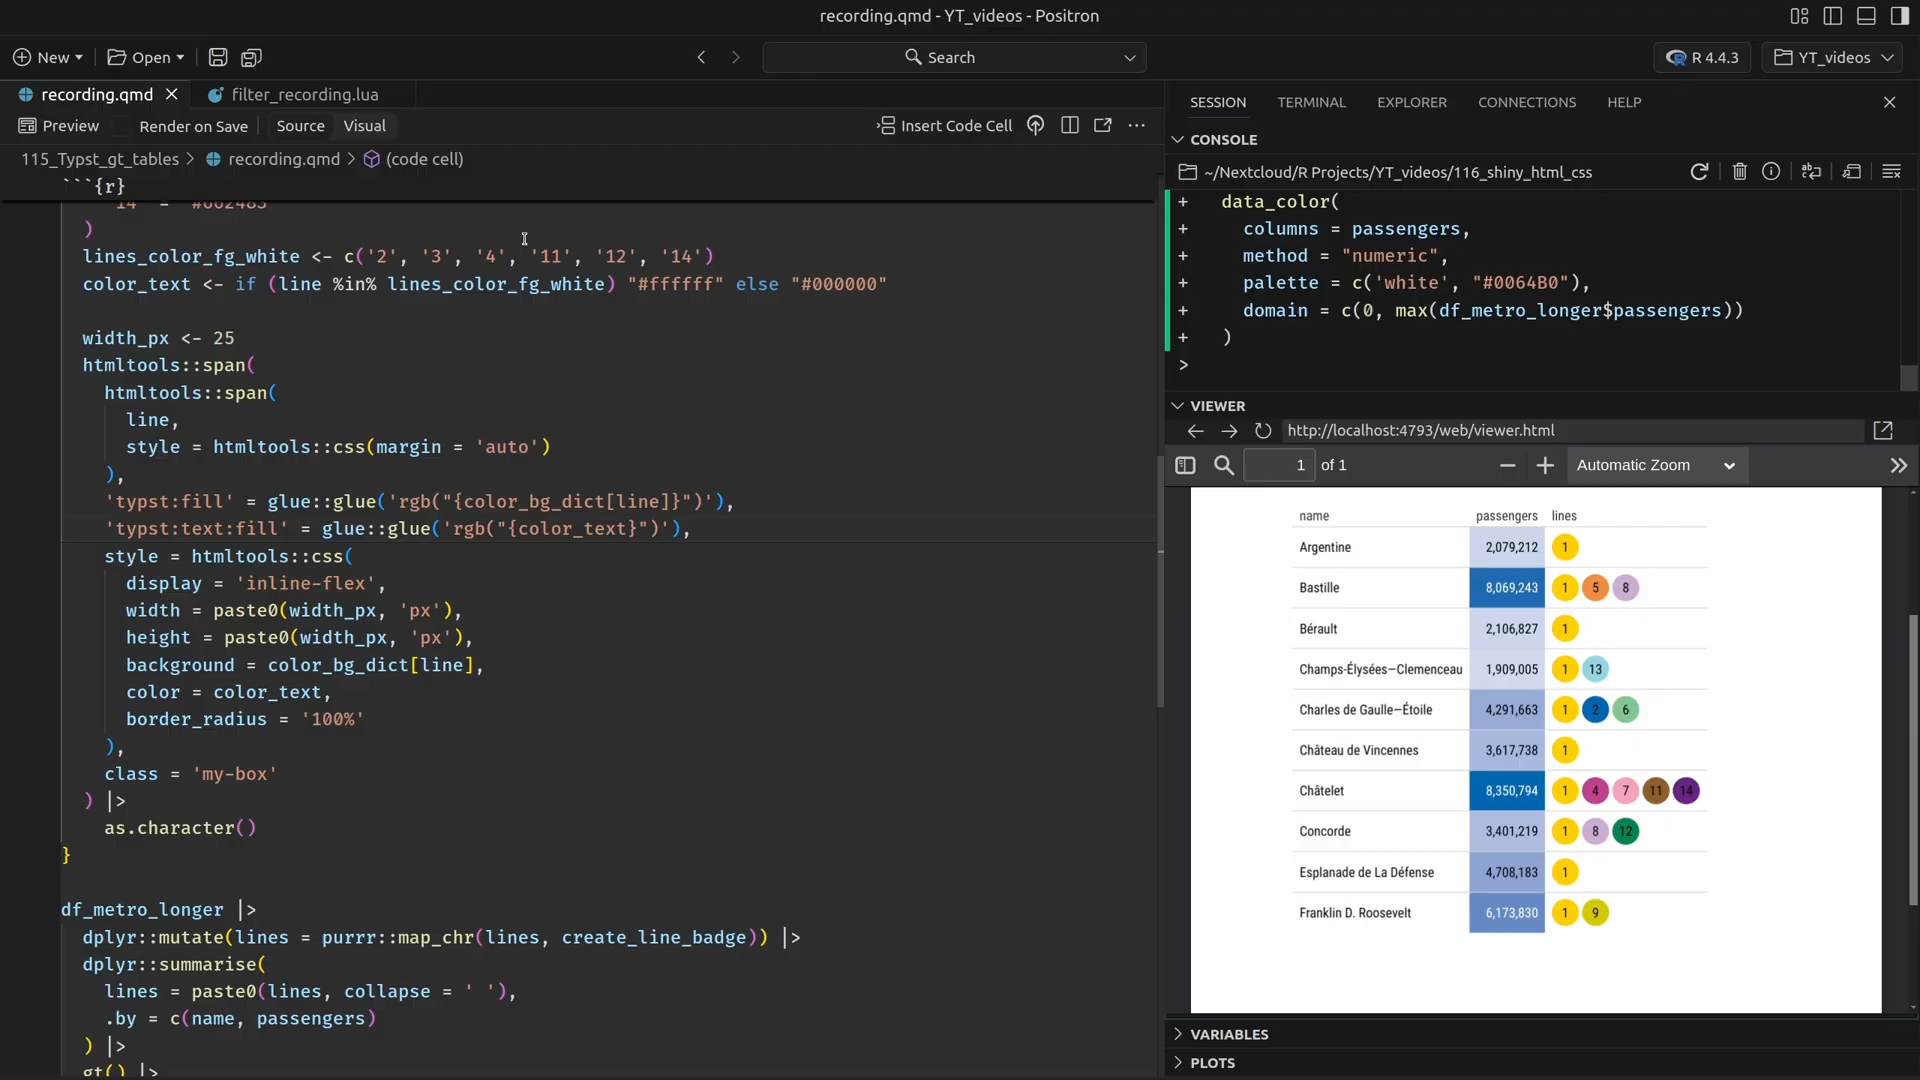 recording.qmd - YT_videos - Positron
New
Open
Search
R 4.4.3
YT_videos
recording.qmd
filter_recording.lua
Preview
Render on Save
Source
Visual
Insert Code Cell
115_Typst_gt_tables > recording.qmd > (code cell)
```{r}
14  =  "#662483"
)
lines_color_fg_white <- c('2', '3', '4', '11', '12', '14')
color_text <- if (line %in% lines_color_fg_white) "#ffffff" else "#000000"
width_px <- 25
htmltools::span(
htmltools::span(
line,
style = htmltools::css(margin = 'auto')
),
'typst:fill' = glue::glue('rgb("{color_bg_dict[line]}")'),
'typst:text:fill' = glue::glue('rgb("{color_text}")'),
style = htmltools::css(
display = 'inline-flex',
width = paste0(width_px, 'px'),
height = paste0(width_px, 'px'),
background = color_bg_dict[line],
color = color_text,
border_radius = '100%'
),
class = 'my-box'
) |>
as.character()
}
df_metro_longer |>
dplyr::mutate(lines = purrr::map_chr(lines, create_line_badge)) |>
dplyr::summarise(
lines = paste0(lines, collapse = ' '),
.by = c(name, passengers)
) |>
gt() |>
SESSION
TERMINAL
EXPLORER
CONNECTIONS
HELP
CONSOLE
~/Nextcloud/R Projects/YT_videos/116_shiny_html_css
+ data_color(
+ columns = passengers,
+ method = "numeric",
+ palette = c('white', "#0064B0"),
+ domain = c(0, max(df_metro_longer$passengers))
+ )
>
VIEWER
http://localhost:4793/web/viewer.html
1 of 1
Automatic Zoom
name passengers lines
Argentine 2,079,212 1
Bastille 8,069,243 1 5 8
Bérault 2,106,827 1
Champs-Élysées—Clemenceau 1,909,005 1 13
Charles de Gaulle—Étoile 4,291,663 1 2 6
Château de Vincennes 3,617,738 1
Châtelet 8,350,794 1 4 7 11 14
Concorde 3,401,219 1 8 12
Esplanade de La Défense 4,708,183 1
Franklin D. Roosevelt 6,173,830 1 9
VARIABLES
PLOTS